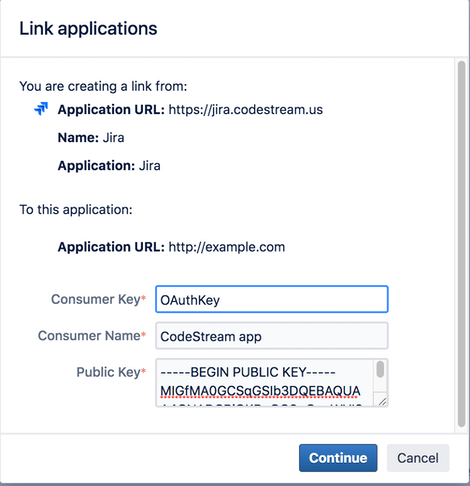 Link applications
You are creating a link from:
Application URL: https://jira.codestream.us
Name: Jira
Application: Jira
To this application:
Application URL: http://example.com
Consumer Key* OAuthKey
Consumer Name* CodeStream app
Public Key* -----BEGIN PUBLIC KEY-----
MIGfMA0GCSqGSIb3DQEBAQUA
Continue Cancel